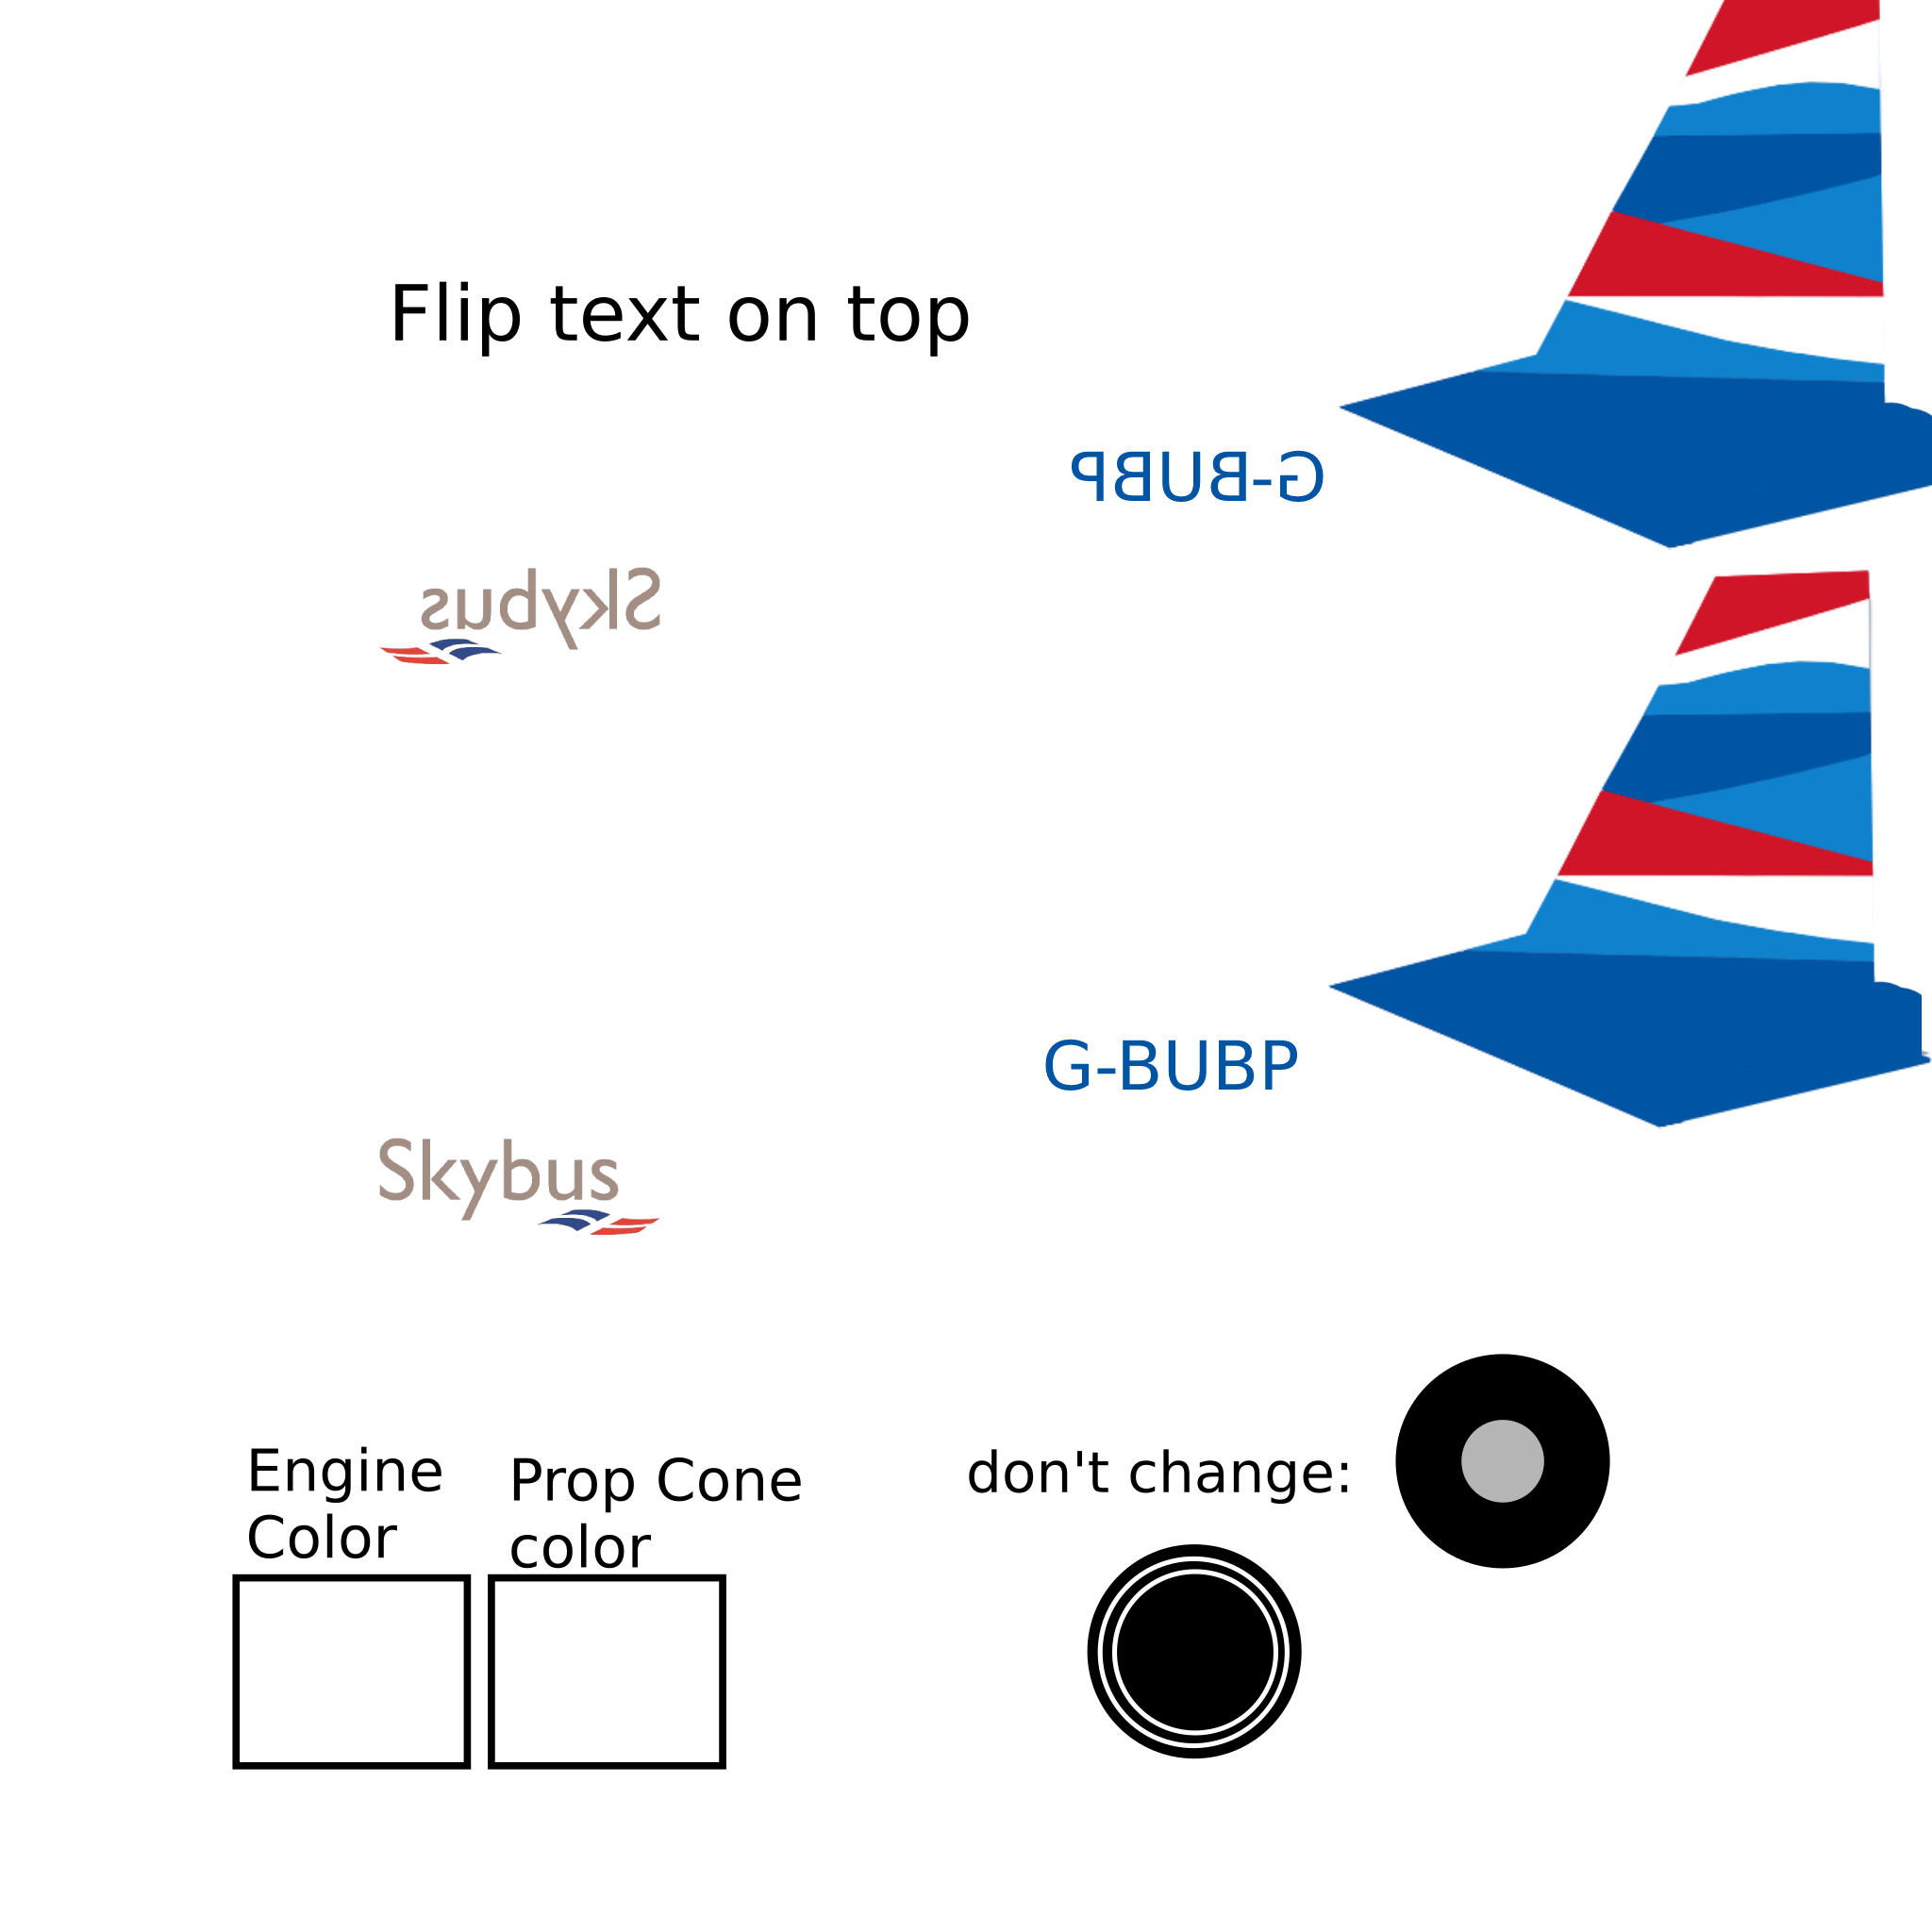 Flip text on top
G-BUBP
Skybus
G-BUBP
Skybus
Engine
Color
Prop Cone
color
don't change: